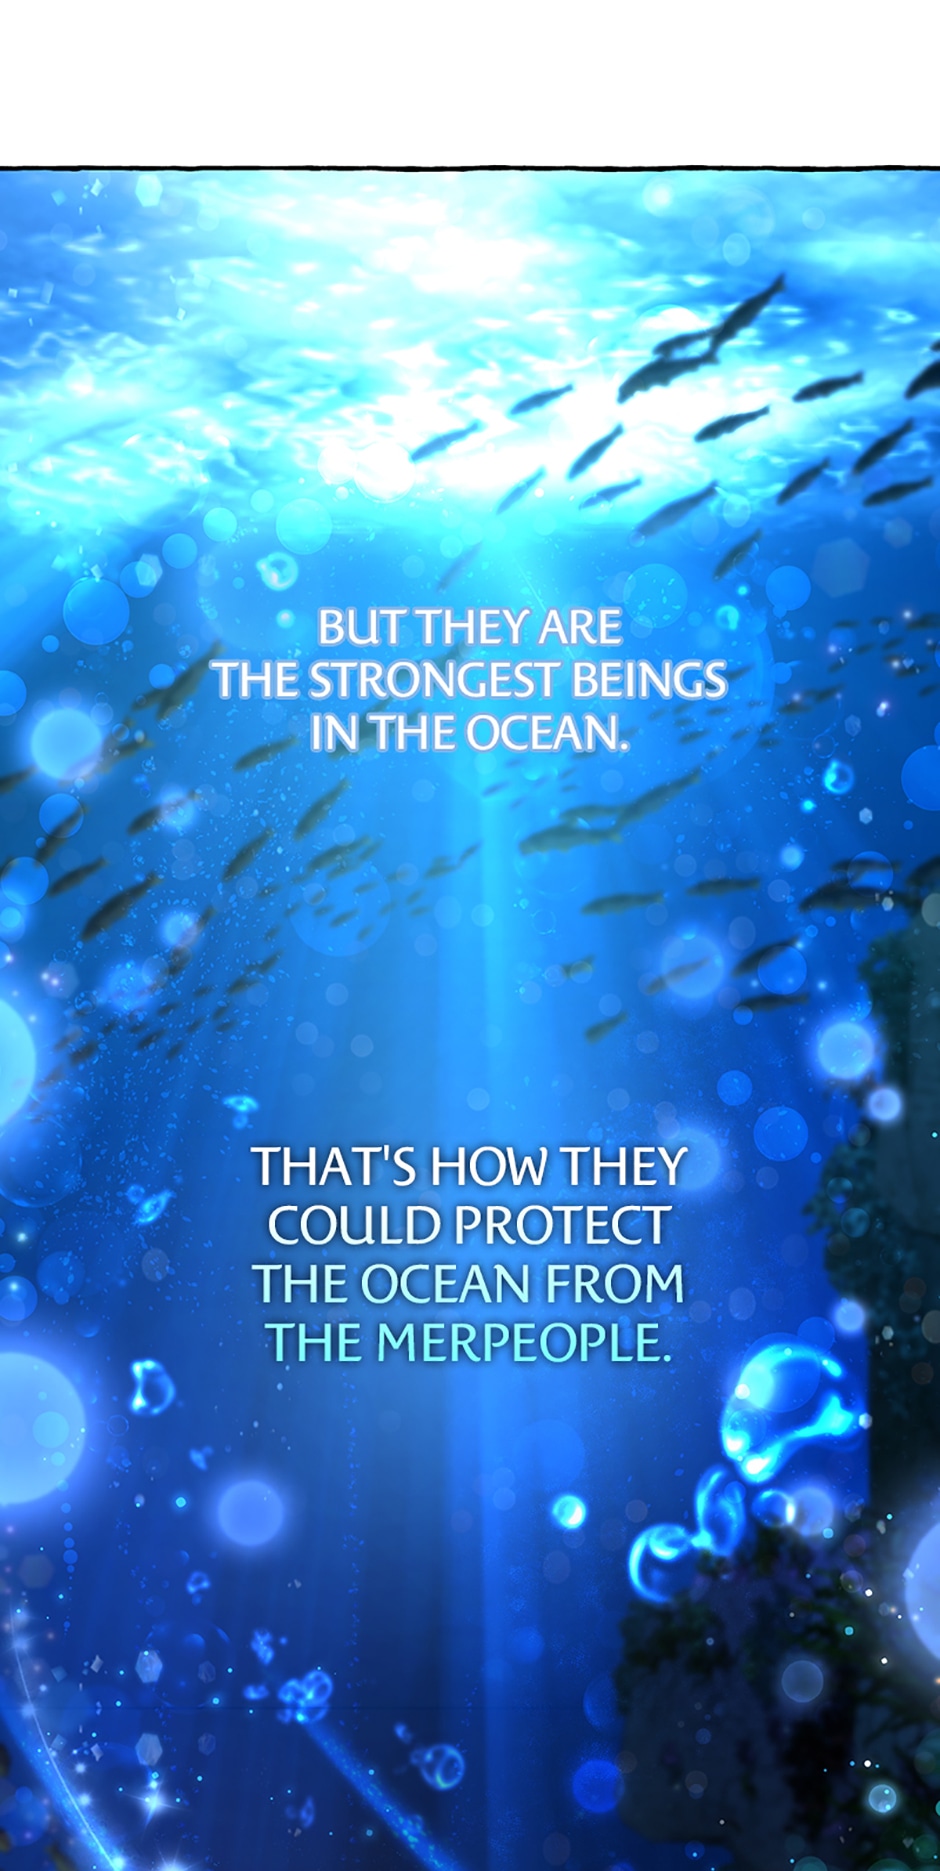 BUT THEY ARE
THE STRONGEST BEINGS
IN THE OCEAN.
THAT'S HOW THEY
COULD PROTECT
THE OCEAN FROM
THE MERPEOPLE.